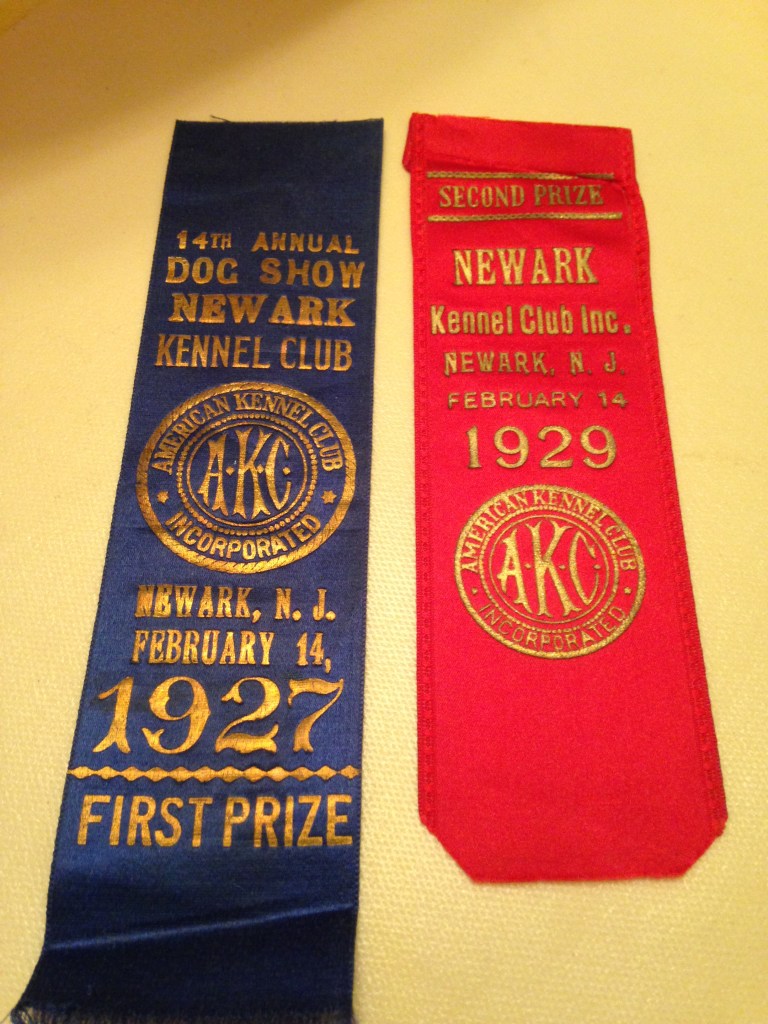 14TH ANNUAL
DOG SHOW
NEWARK
KENNEL CLUB
AMERICAN KENNEL CLUB
A·K·C·
INCORPORATED
NEWARK, N. J.
FEBRUARY 14,
1927
FIRST PRIZE
SECOND PRIZE
NEWARK
Kennel Club Inc.
NEWARK, N. J.
FEBRUARY 14
1929
AMERICAN KENNEL CLUB
A·K·C·
INCORPORATED